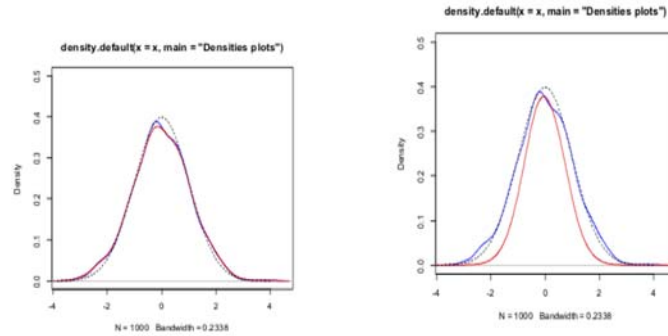 density.default(x = x, main = "Densities plots")
Density
0.0 0.1 0.2 0.3 0.4 0.5
-4 -2 0 2 4
N = 1000 Bandwidth = 0.2338
density.default(x = x, main = "Densities plots")
Density
0.0 0.1 0.2 0.3 0.4 0.5
-4 -2 0 2 4
N = 1000 Bandwidth = 0.2338